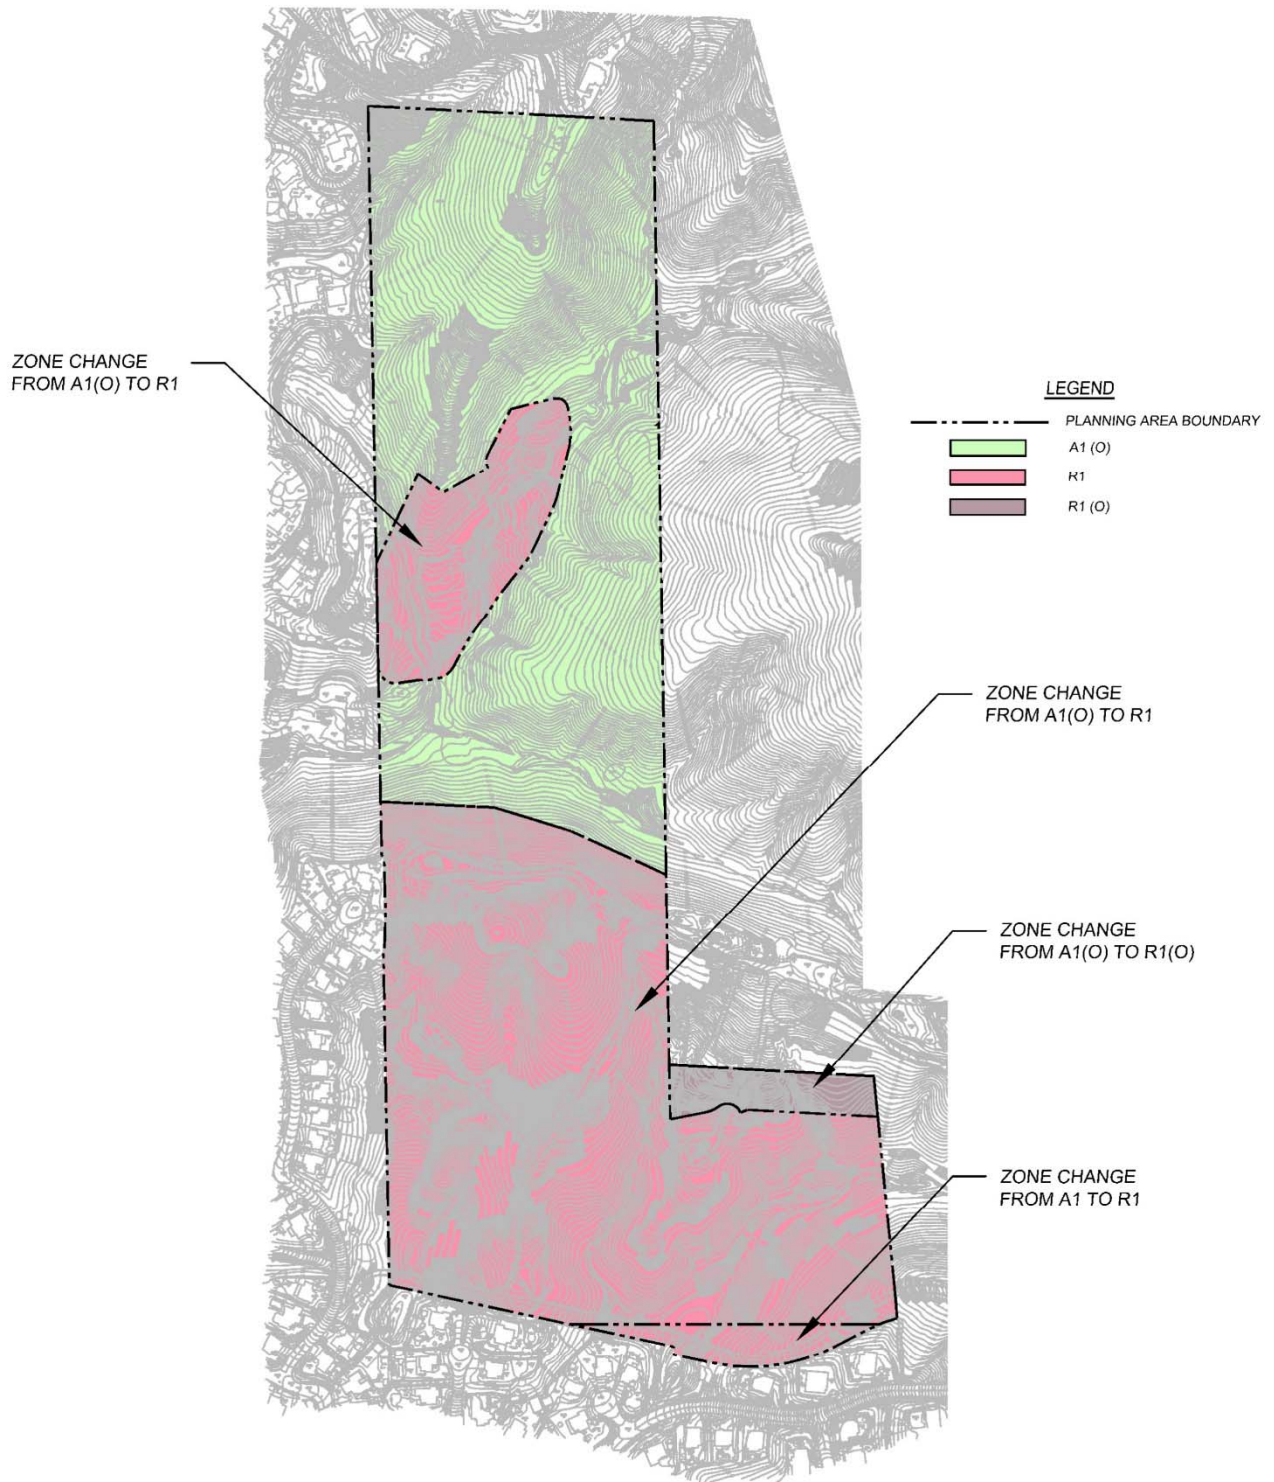 ZONE CHANGE
FROM A1(O) TO R1
LEGEND
PLANNING AREA BOUNDARY
A1 (O)
R1
R1 (O)
ZONE CHANGE
FROM A1(O) TO R1
ZONE CHANGE
FROM A1(O) TO R1(O)
ZONE CHANGE
FROM A1 TO R1